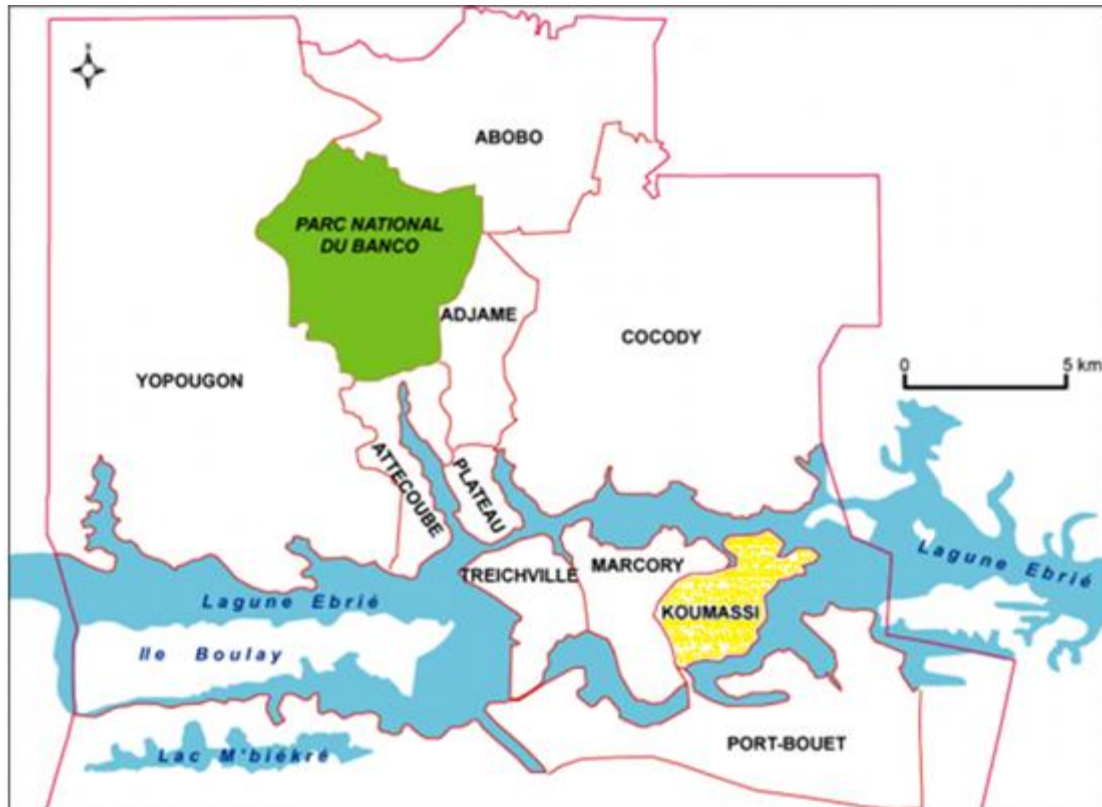 ABOBO
PARC NATIONAL
DU BANCO
ADJAME
COCODY
YOPOUGON
0 5 km
ATTECOUBE
PLATEAU
Lagune Ebrié
TREICHVILLE
MARCORY
KOUMASSI
Lagune Ebrié
Ile Boulay
PORT-BOUET
Lac M'biékré